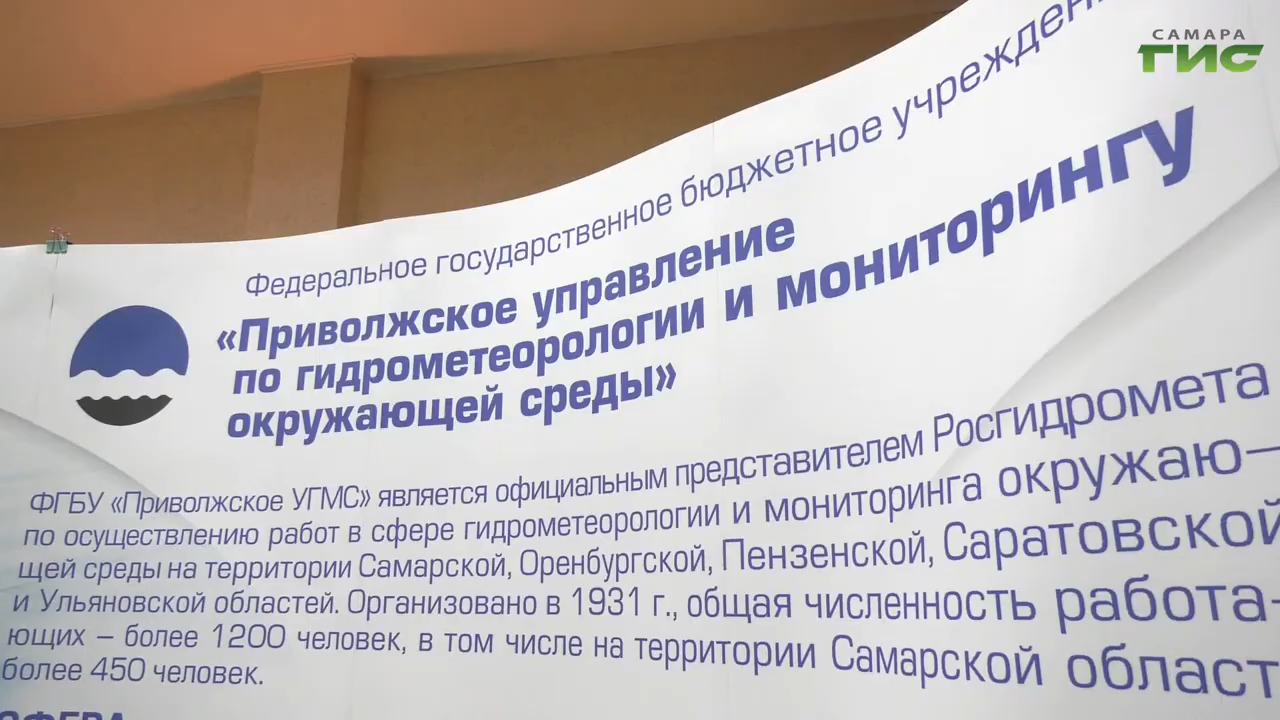 САМАРА
ГИС
Федеральное государственное бюджетное учрежден
«Приволжское управление
по гидрометеорологии и мониторингу
окружающей среды»
ФГБУ «Приволжское УГМС» является официальным представителем Росгидромета
по осуществлению работ в сфере гидрометеорологии и мониторинга окружаю–
щей среды на территории Самарской, Оренбургской, Пензенской, Саратовской
и Ульяновской областей. Организовано в 1931 г., общая численность работа-
ющих – более 1200 человек, в том числе на территории Самарской област
более 450 человек.